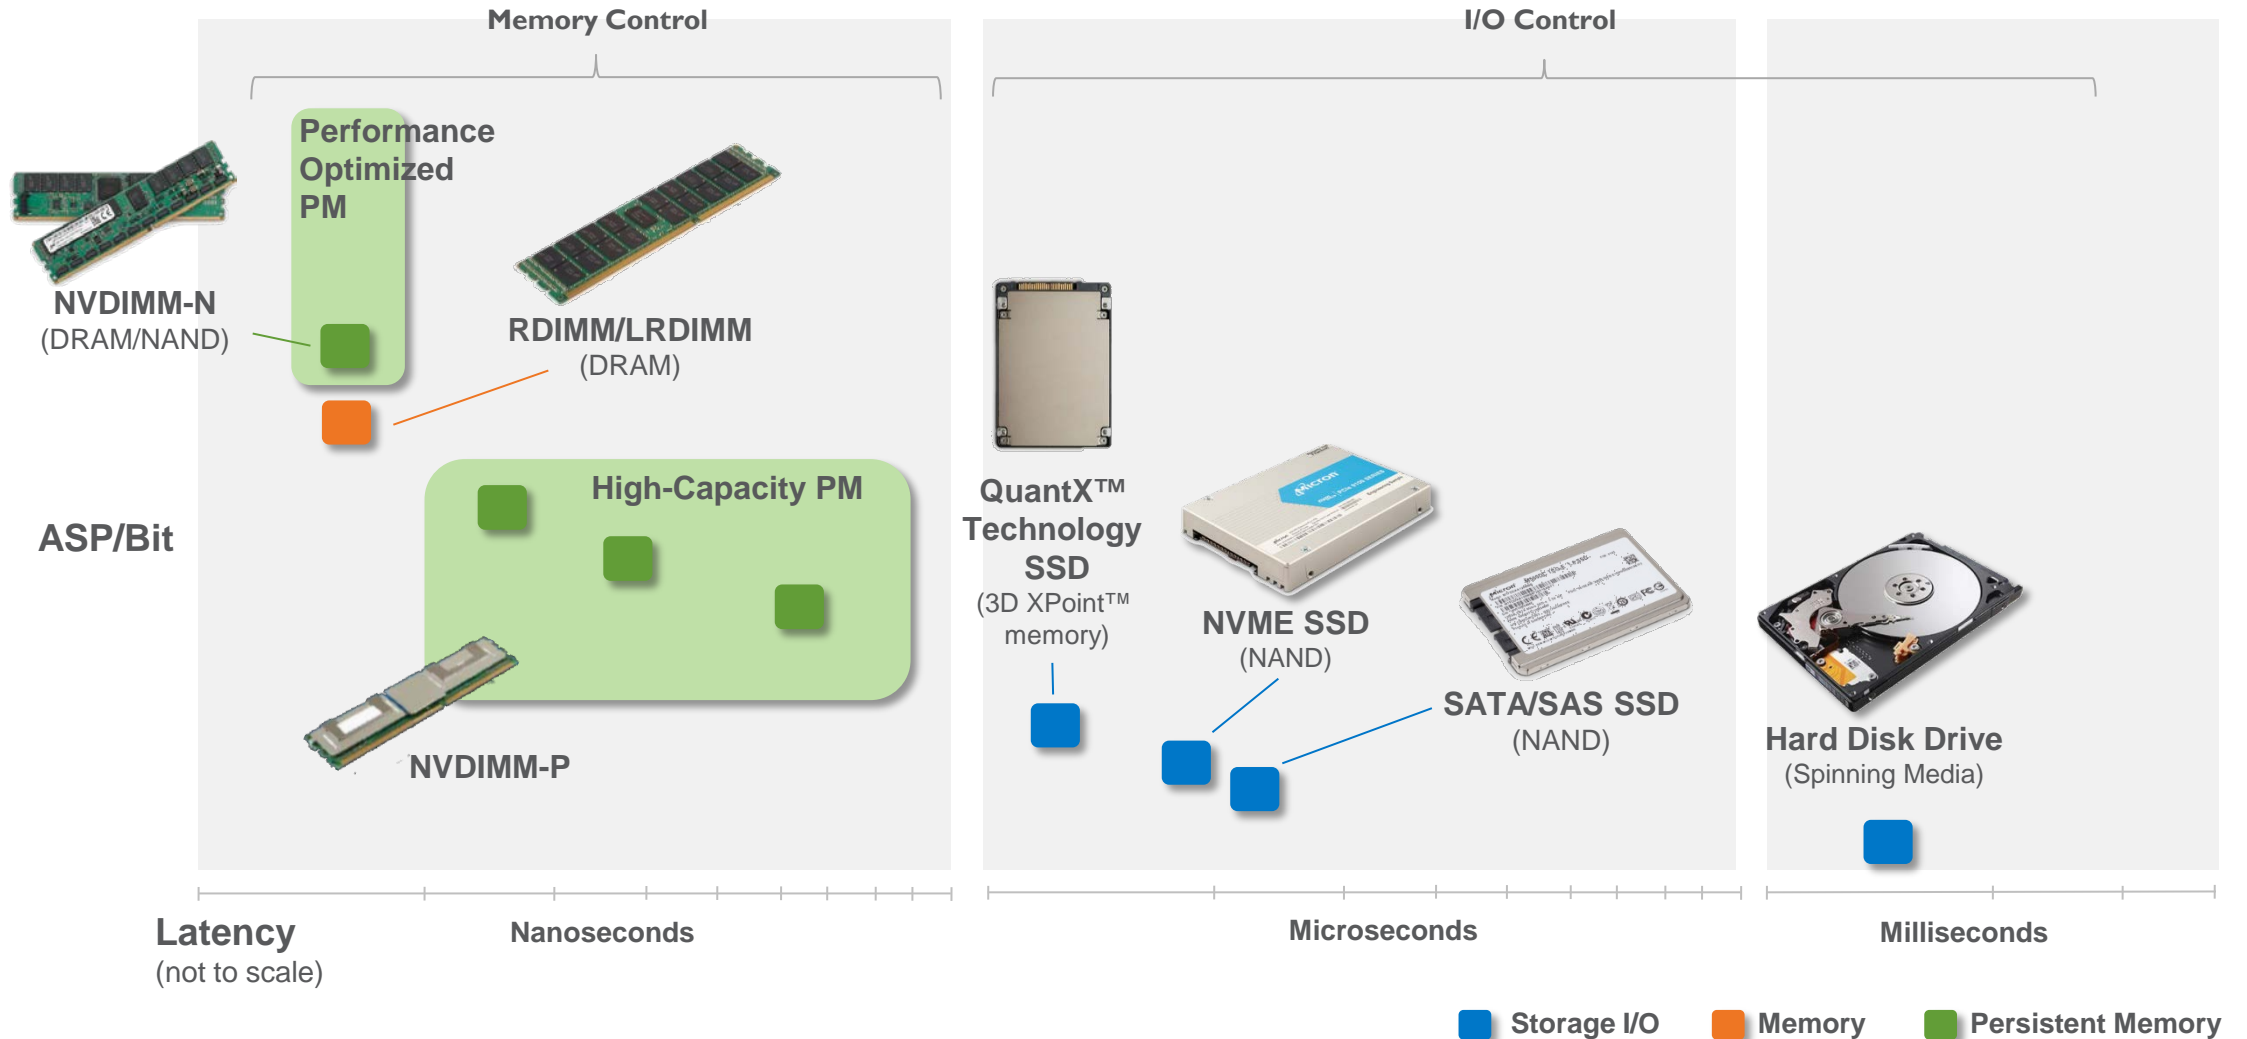 Memory Control
I/O Control
Performance
Optimized
PM
NVDIMM-N
(DRAM/NAND)
RDIMM/LRDIMM
(DRAM)
High-Capacity PM
ASP/Bit
NVDIMM-P
QuantX™
Technology
SSD
(3D XPoint™
memory)
Micron
NVME SSD
(NAND)
Micron
SATA/SAS SSD
(NAND)
Hard Disk Drive
(Spinning Media)
Latency
(not to scale)
Nanoseconds
Microseconds
Milliseconds
Storage I/O
Memory
Persistent Memory